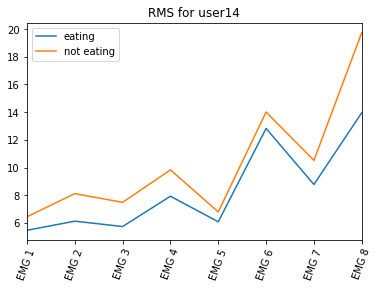 RMS for user14
eating
not eating
20
18
16
14
12
10
8
6
EMG 1
EMG 2
EMG 3
EMG 4
EMG 5
EMG 6
EMG 7
EMG 8